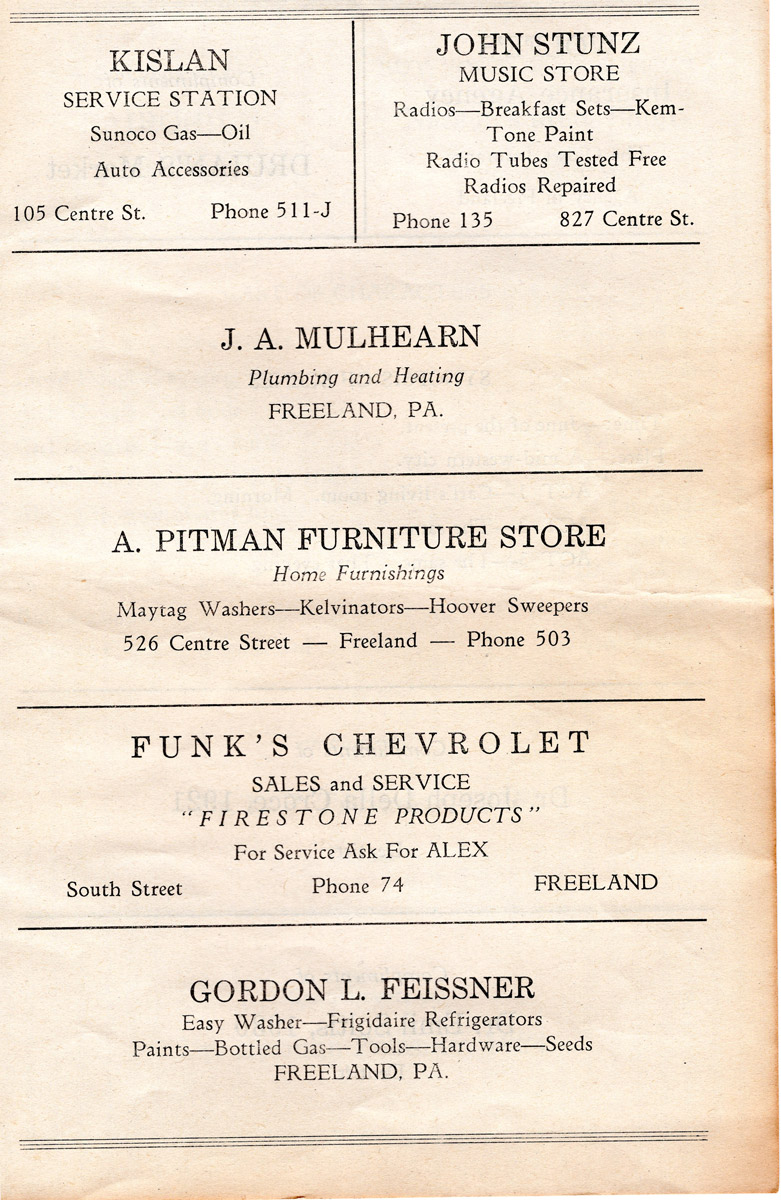 KISLAN
SERVICE STATION
Sunoco Gas—Oil
Auto Accessories
105 Centre St. Phone 511-J
JOHN STUNZ
MUSIC STORE
Radios—Breakfast Sets—Kem-
Tone Paint
Radio Tubes Tested Free
Radios Repaired
Phone 135 827 Centre St.
J. A. MULHEARN
Plumbing and Heating
FREELAND, PA.
A. PITMAN FURNITURE STORE
Home Furnishings
Maytag Washers—Kelvinators—Hoover Sweepers
526 Centre Street — Freeland — Phone 503
FUNK'S CHEVROLET
SALES and SERVICE
"FIRESTONE PRODUCTS"
For Service Ask For ALEX
South Street Phone 74 FREELAND
GORDON L. FEISSNER
Easy Washer—Frigidaire Refrigerators
Paints—Bottled Gas—Tools—Hardware—Seeds
FREELAND, PA.